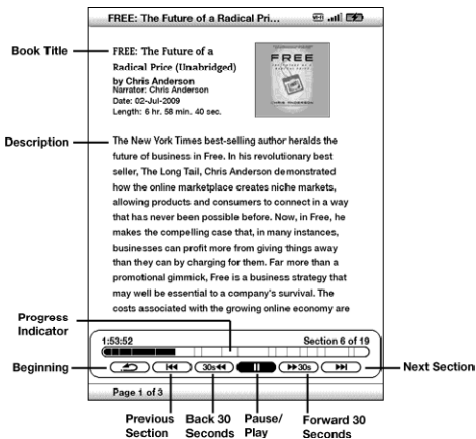 FREE: The Future of a Radical Pri...
Book Title
FREE: The Future of a
Radical Price (Unabridged)
by Chris Anderson
Narrator: Chris Anderson
Date: 02-Jul-2009
Length: 6 hr. 58 min. 40 sec.
FREE
CHRIS ANDERSON
Description
The New York Times best-selling author heralds the
future of business in Free. In his revolutionary best
seller, The Long Tail, Chris Anderson demonstrated
how the online marketplace creates niche markets,
allowing products and consumers to connect in a way
that has never been possible before. Now, in Free, he
makes the compelling case that, in many instances,
businesses can profit more from giving things away
than they can by charging for them. Far more than a
promotional gimmick, Free is a business strategy that
may well be essential to a company's survival. The
costs associated with the growing online economy are
Progress
Indicator
1:53:52
Section 6 of 19
Beginning
30s
30s
Next Section
Page 1 of 3
Previous
Section
Back 30
Seconds
Pause/
Play
Forward 30
Seconds